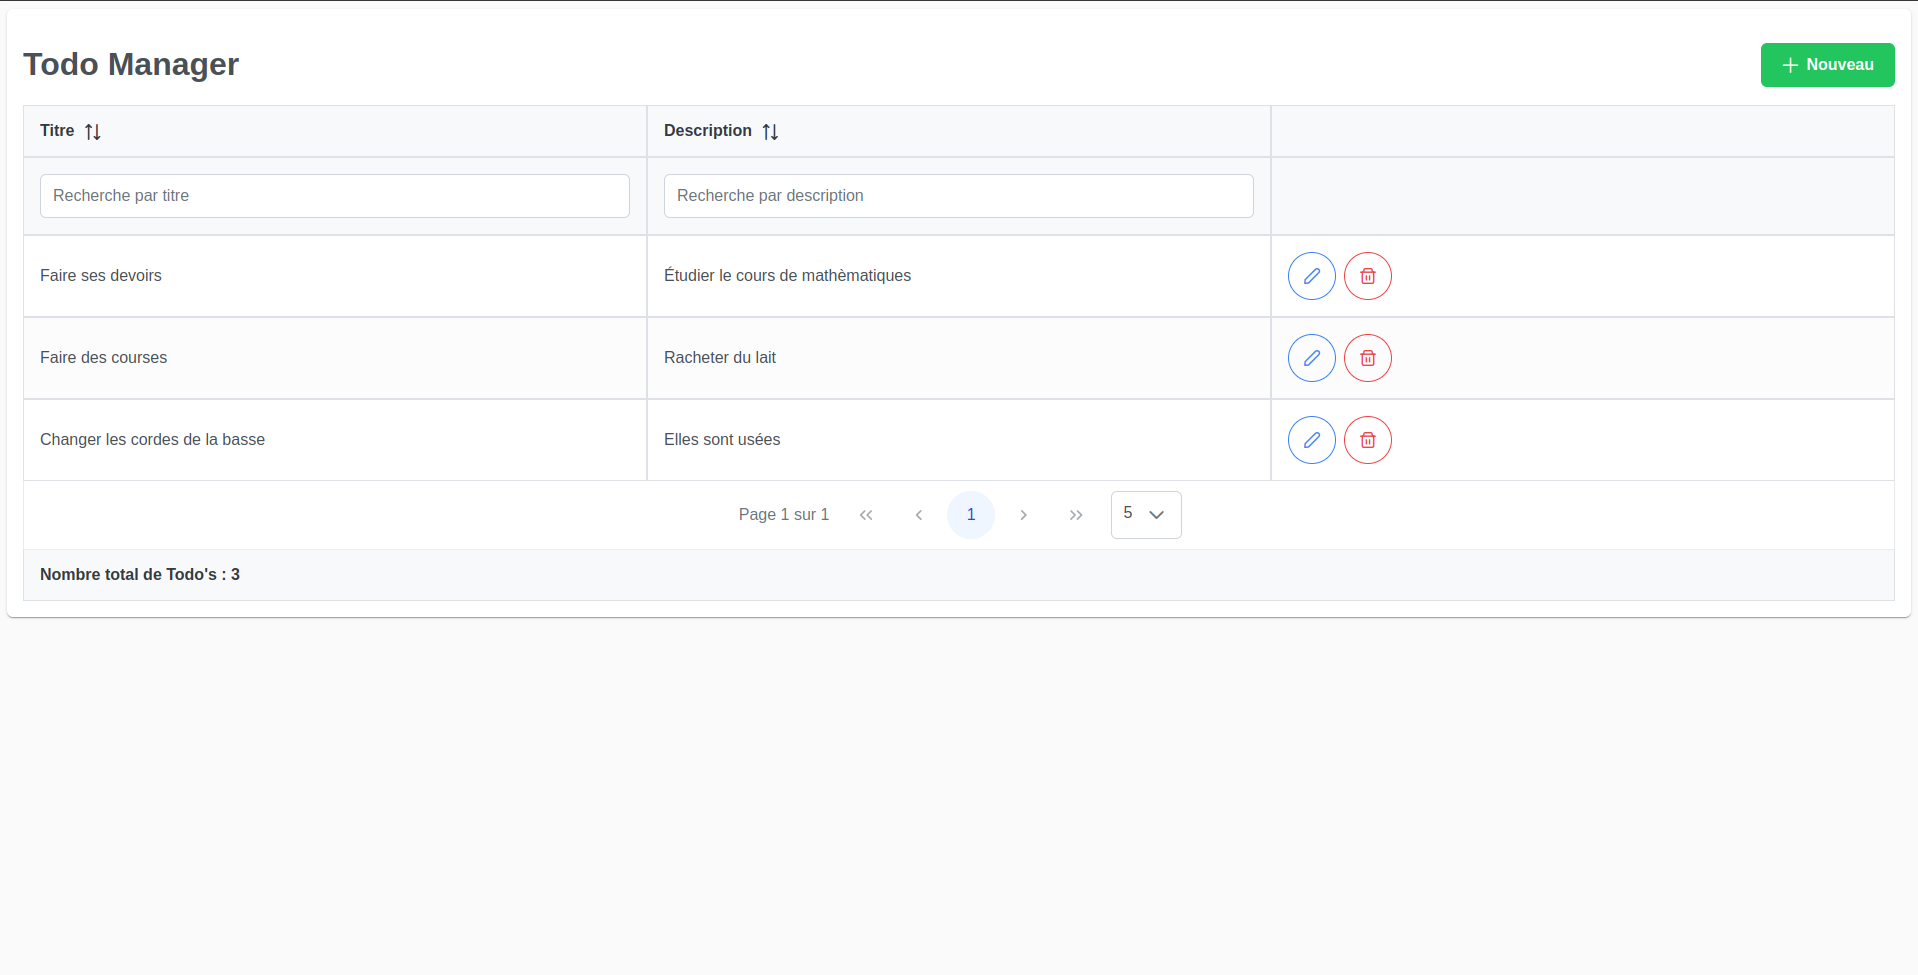 Todo Manager
Nouveau
Titre
Description
Recherche par titre
Recherche par description
Faire ses devoirs
Étudier le cours de mathèmatiques
Faire des courses
Racheter du lait
Changer les cordes de la basse
Elles sont usées
Page 1 sur 1
1
5
Nombre total de Todo's : 3